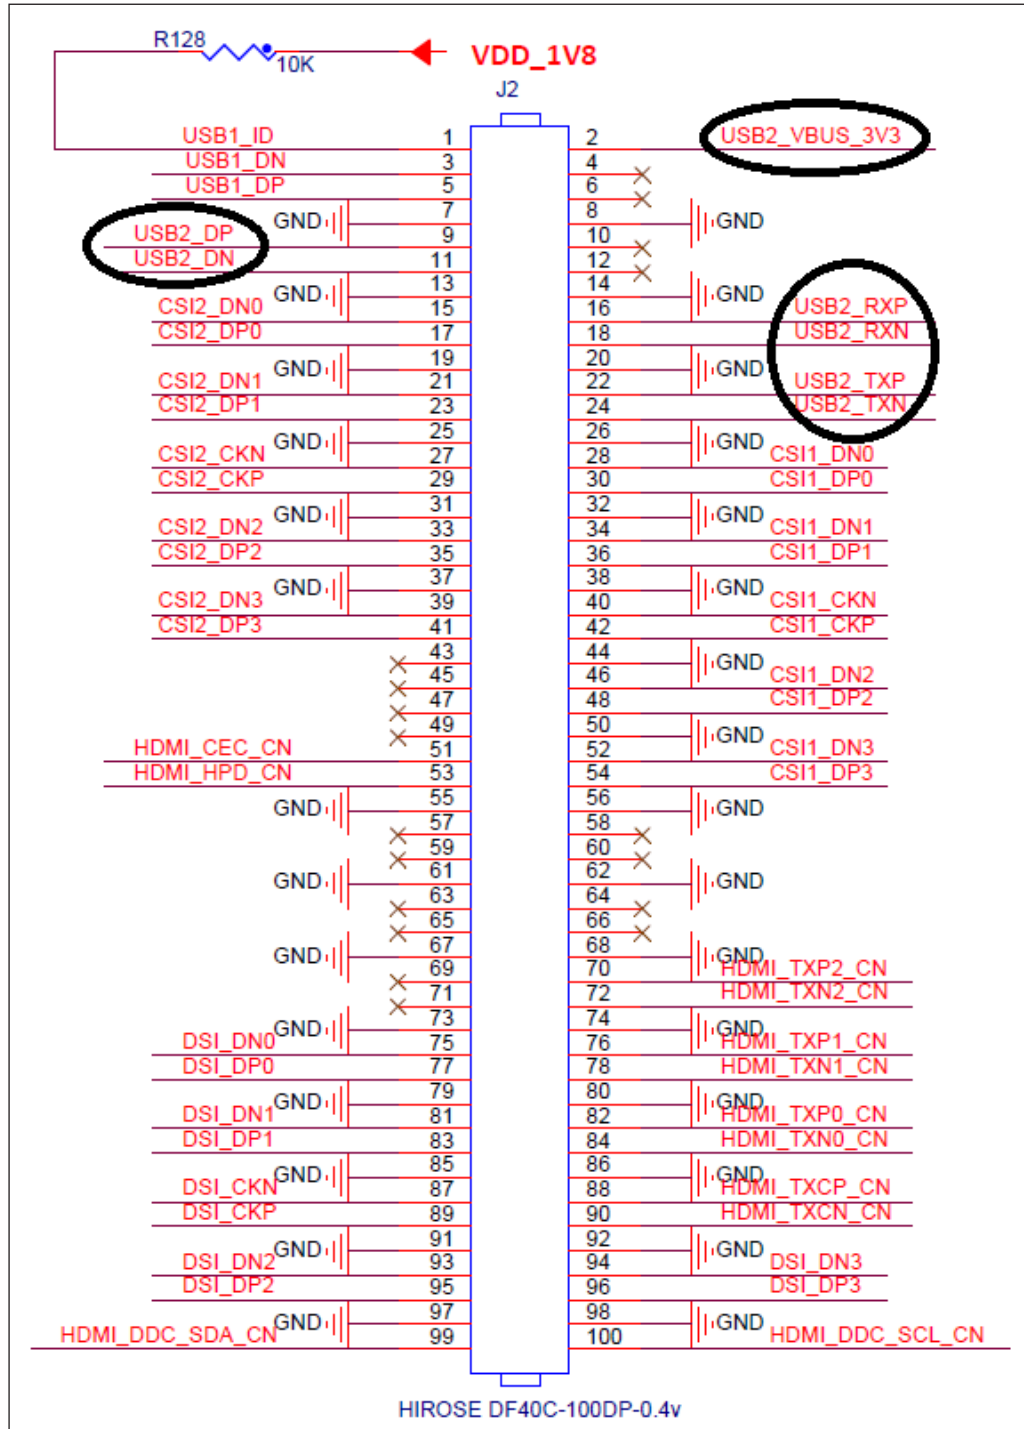 R128
10K
VDD_1V8
J2
USB1_ID 1 2 USB2_VBUS_3V3
USB1_DN 3 4
USB1_DP 5 6
GND 7 8 GND
USB2_DP 9 10
USB2_DN 11 12
GND 13 14 GND
CSI2_DN0 15 16 USB2_RXP
CSI2_DP0 17 18 USB2_RXN
GND 19 20 GND
CSI2_DN1 21 22 USB2_TXP
CSI2_DP1 23 24 USB2_TXN
GND 25 26 GND
CSI2_CKN 27 28 CSI1_DN0
CSI2_CKP 29 30 CSI1_DP0
GND 31 32 GND
CSI2_DN2 33 34 CSI1_DN1
CSI2_DP2 35 36 CSI1_DP1
GND 37 38 GND
CSI2_DN3 39 40 CSI1_CKN
CSI2_DP3 41 42 CSI1_CKP
43 44 GND
45 46 CSI1_DN2
47 48 CSI1_DP2
49 50 GND
HDMI_CEC_CN 51 52 CSI1_DN3
HDMI_HPD_CN 53 54 CSI1_DP3
GND 55 56 GND
57 58
59 60
GND 61 62 GND
63 64
65 66
GND 67 68 GND
69 70 HDMI_TXP2_CN
71 72 HDMI_TXN2_CN
GND 73 74 GND
DSI_DN0 75 76 HDMI_TXP1_CN
DSI_DP0 77 78 HDMI_TXN1_CN
GND 79 80 GND
DSI_DN1 81 82 HDMI_TXP0_CN
DSI_DP1 83 84 HDMI_TXN0_CN
GND 85 86 GND
DSI_CKN 87 88 HDMI_TXCP_CN
DSI_CKP 89 90 HDMI_TXCN_CN
GND 91 92 GND
DSI_DN2 93 94 DSI_DN3
DSI_DP2 95 96 DSI_DP3
GND 97 98 GND
HDMI_DDC_SDA_CN 99 100 HDMI_DDC_SCL_CN
HIROSE DF40C-100DP-0.4v